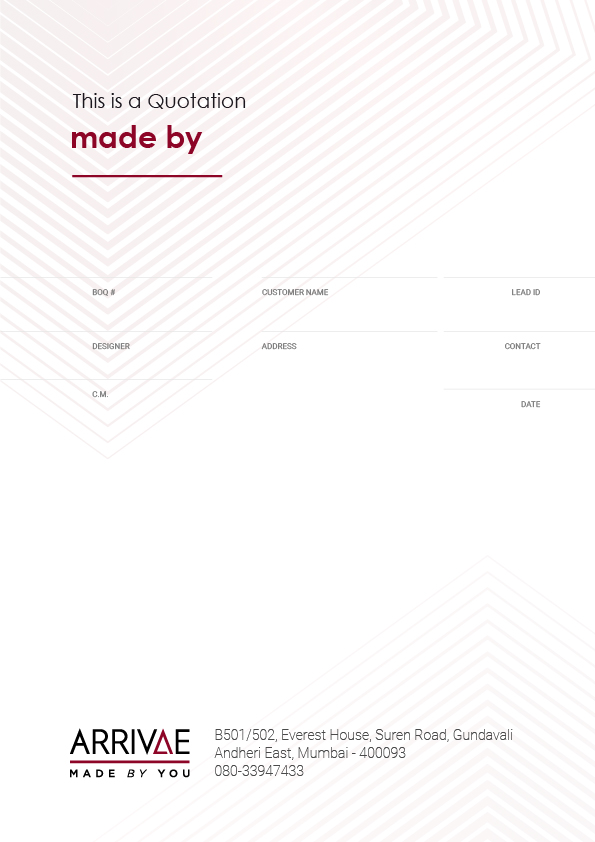 This is a Quotation
made by
BOQ #
CUSTOMER NAME
LEAD ID
DESIGNER
ADDRESS
CONTACT
C.M.
DATE
ARRIVAE
MADE BY YOU
B501/502, Everest House, Suren Road, Gundavali
Andheri East, Mumbai - 400093
080-33947433